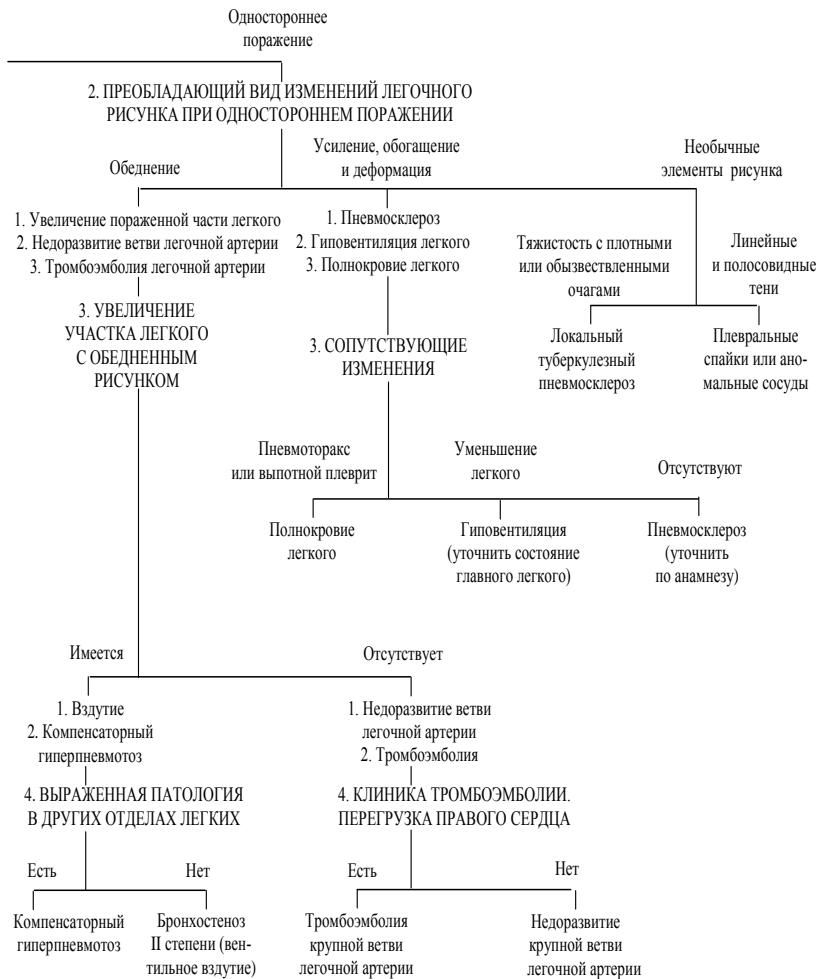 Одностороннее
поражение
2. ПРЕОБЛАДАЮЩИЙ ВИД ИЗМЕНЕНИЙ ЛЕГОЧНОГО
РИСУНКА ПРИ ОДНОСТОРОННЕМ ПОРАЖЕНИИ
Обеднение
Усиление, обогащение
и деформация
Необычные
элементы рисунка
1. Увеличение пораженной части легкого
2. Недоразвитие ветви легочной артерии
3. Тромбоэмболия легочной артерии
1. Пневмосклероз
2. Гиповентиляция легкого
3. Полнокровие легкого
Тяжистость с плотными
или обызвествленными
очагами
Линейные
и полосовидные
тени
3. УВЕЛИЧЕНИЕ
УЧАСТКА ЛЕГКОГО
С ОБЕДНЕННЫМ
РИСУНКОМ
3. СОПУТСТВУЮЩИЕ
ИЗМЕНЕНИЯ
Локальный
туберкулезный
пневмосклероз
Плевральные
спайки или ано-
мальные сосуды
Пневмоторакс
или выпотной плеврит
Уменьшение
легкого
Отсутствуют
Полнокровие
легкого
Гиповентиляция
(уточнить состояние
главного легкого)
Пневмосклероз
(уточнить
по анамнезу)
Имеется
Отсутствует
1. Вздутие
2. Компенсаторный
гиперпневмотоз
1. Недоразвитие ветви
легочной артерии
2. Тромбоэмболия
4. ВЫРАЖЕННАЯ ПАТОЛОГИЯ
В ДРУГИХ ОТДЕЛАХ ЛЕГКИХ
4. КЛИНИКА ТРОМБОЭМБОЛИИ.
ПЕРЕГРУЗКА ПРАВОГО СЕРДЦА
Есть
Нет
Есть
Нет
Компенсаторный
гиперпневмотоз
Бронхостеноз
II степени (вен-
тильное вздутие)
Тромбоэмболия
крупной ветви
легочной артерии
Недоразвитие
крупной ветви
легочной артерии